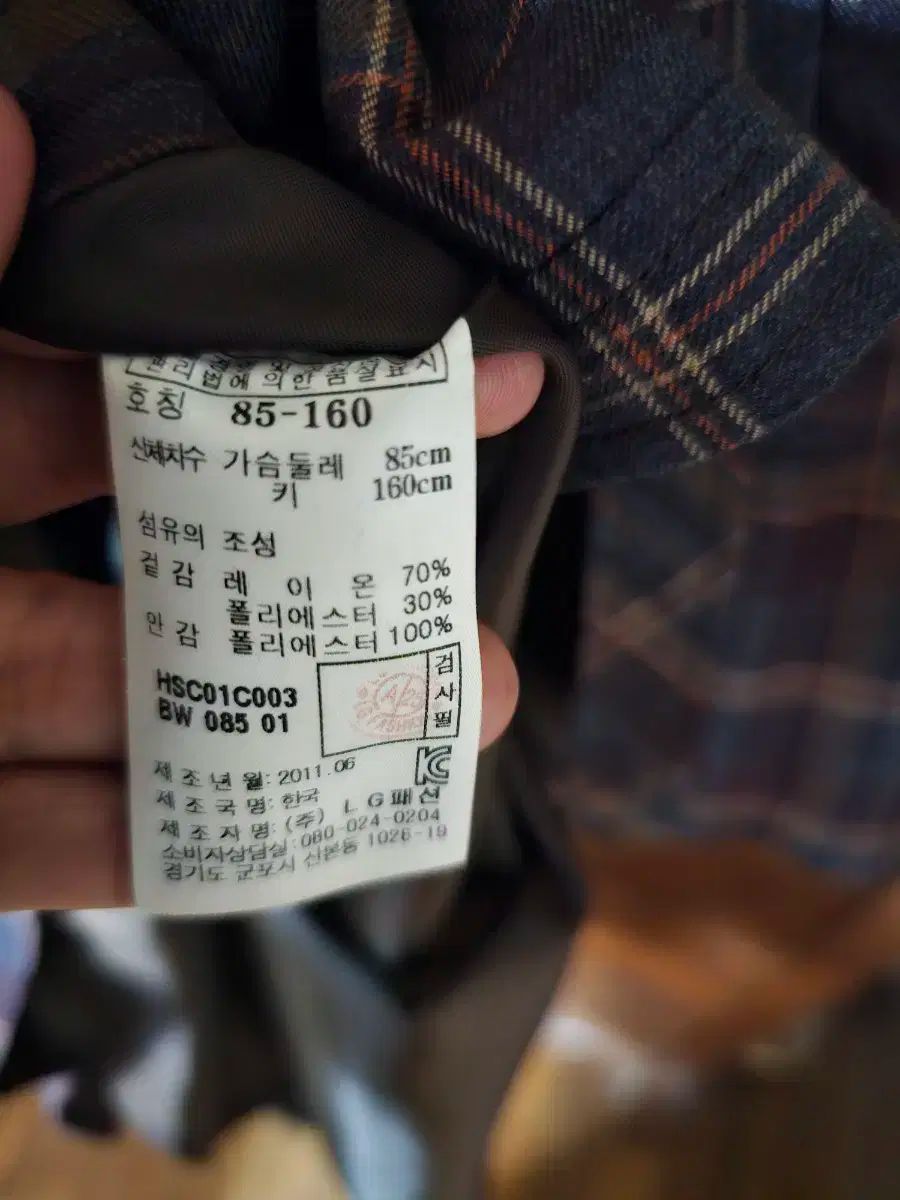 법에 의한 품질표시
호칭 85-160
신체치수 가슴둘레 85cm
키 160cm
섬유의 조성
겉감 레이온 70%
폴리에스터 30%
안감 폴리에스터 100%
HSC01C003
BW 085 01
검사필
제조년월: 2011.06
제조국명: 한국
제조자명: (주) LG패션
소비자상담실: 080-024-0204
경기도 군포시 산본동 1026-19